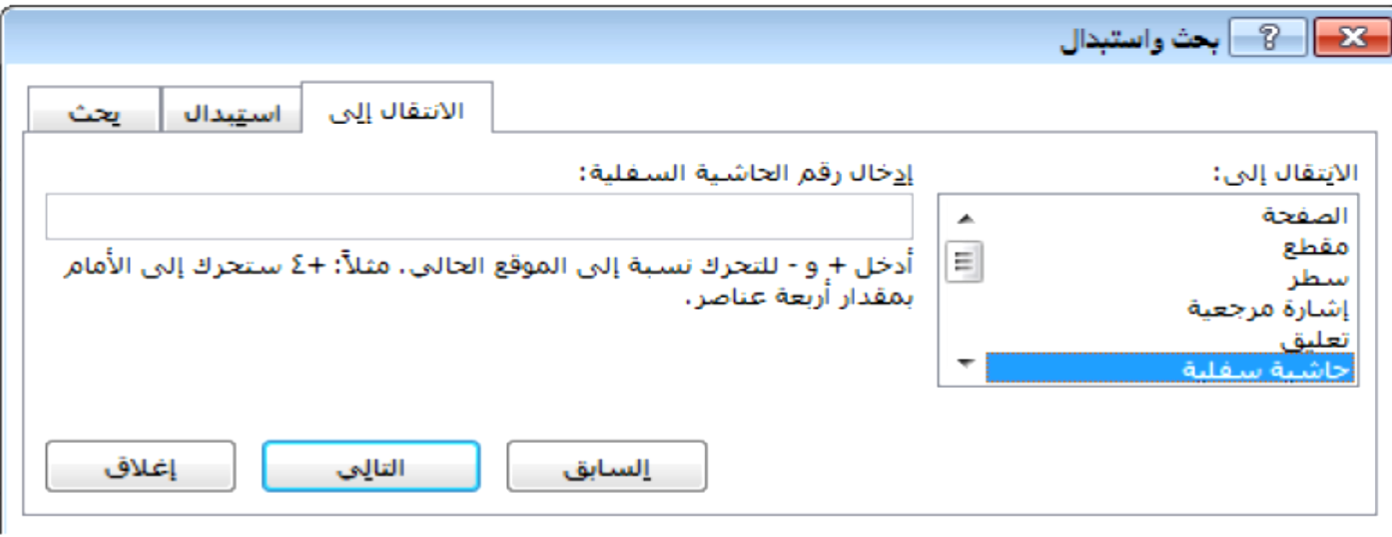 بحث واستبدال
الانتقال إلى استبدال بحث
الانتقال إلى:
الصفحة
مقطع
سطر
إشارة مرجعية
تعليق
حاشية سفلية
إدخال رقم الحاشية السفلية:
أدخل + و - للتحرك نسبة إلى الموقع الحالي. مثلاً: +٤ ستحرك إلى الأمام
بمقدار أربعة عناصر.
السابق التالي إغلاق